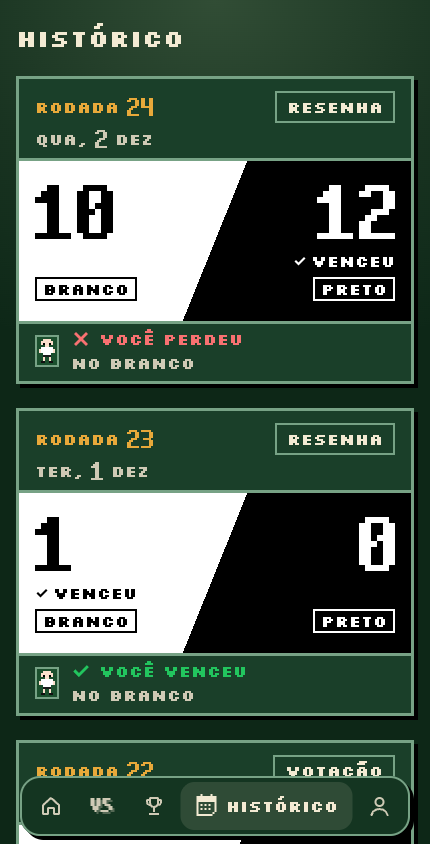 HISTÓRICO
RODADA 24
RESENHA
QUA, 2 DEZ
10
12
VENCEU
BRANCO
PRETO
VOCÊ PERDEU
NO BRANCO
RODADA 23
RESENHA
TER, 1 DEZ
1
0
VENCEU
BRANCO
PRETO
VOCÊ VENCEU
NO BRANCO
RODADA 22
VOTAÇÃO
VS
HISTÓRICO